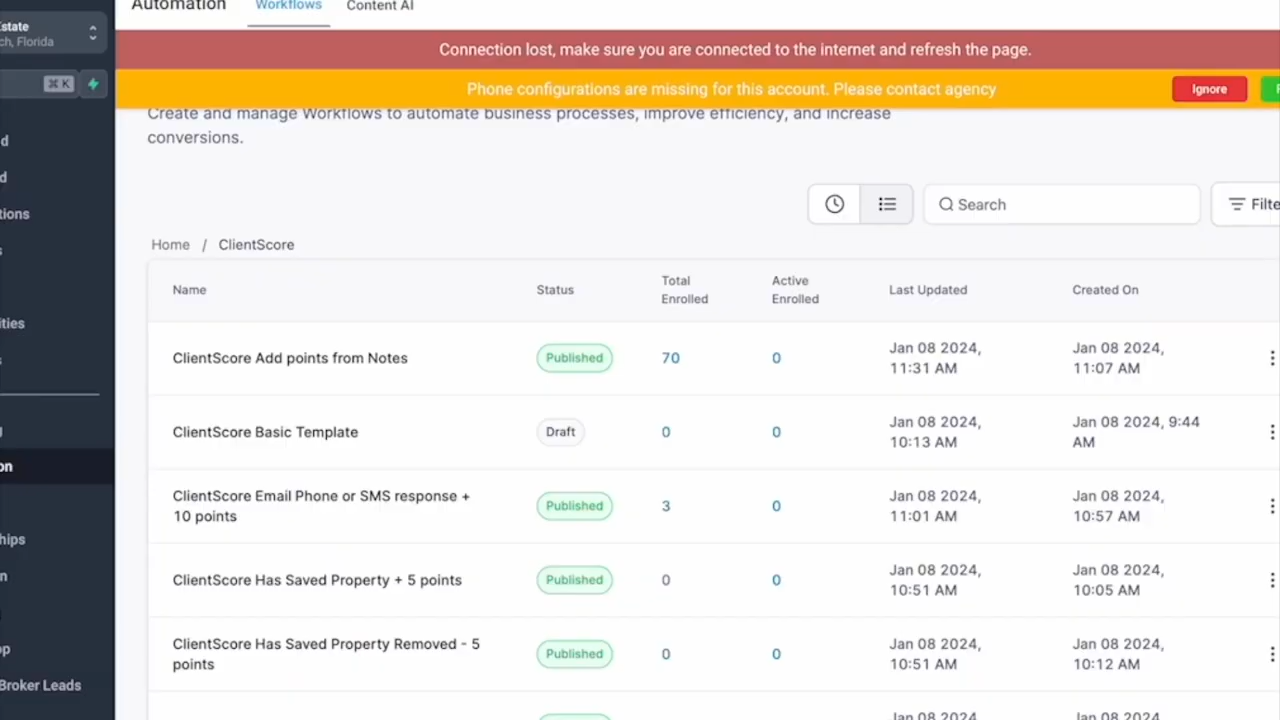 Automation
Workflows
Content AI
state
ch, Florida
⌘ K
Connection lost, make sure you are connected to the internet and refresh the page.
Phone configurations are missing for this account. Please contact agency
Ignore
Create and manage Workflows to automate business processes, improve efficiency, and increase
conversions.
Search
Filte
Home / ClientScore
Name
Status
Total
Enrolled
Active
Enrolled
Last Updated
Created On
ClientScore Add points from Notes
Published
70
0
Jan 08 2024,
11:31 AM
Jan 08 2024,
11:07 AM
ClientScore Basic Template
Draft
0
0
Jan 08 2024,
10:13 AM
Jan 08 2024, 9:44
AM
ClientScore Email Phone or SMS response +
10 points
Published
3
0
Jan 08 2024,
11:01 AM
Jan 08 2024,
10:57 AM
ClientScore Has Saved Property + 5 points
Published
0
0
Jan 08 2024,
10:51 AM
Jan 08 2024,
10:05 AM
ClientScore Has Saved Property Removed - 5
points
Published
0
0
Jan 08 2024,
10:51 AM
Jan 08 2024,
10:12 AM
Jan 08 2024,
Jan 08 2024,
d
d
tions
s
ities
s
on
hips
n
op
Broker Leads